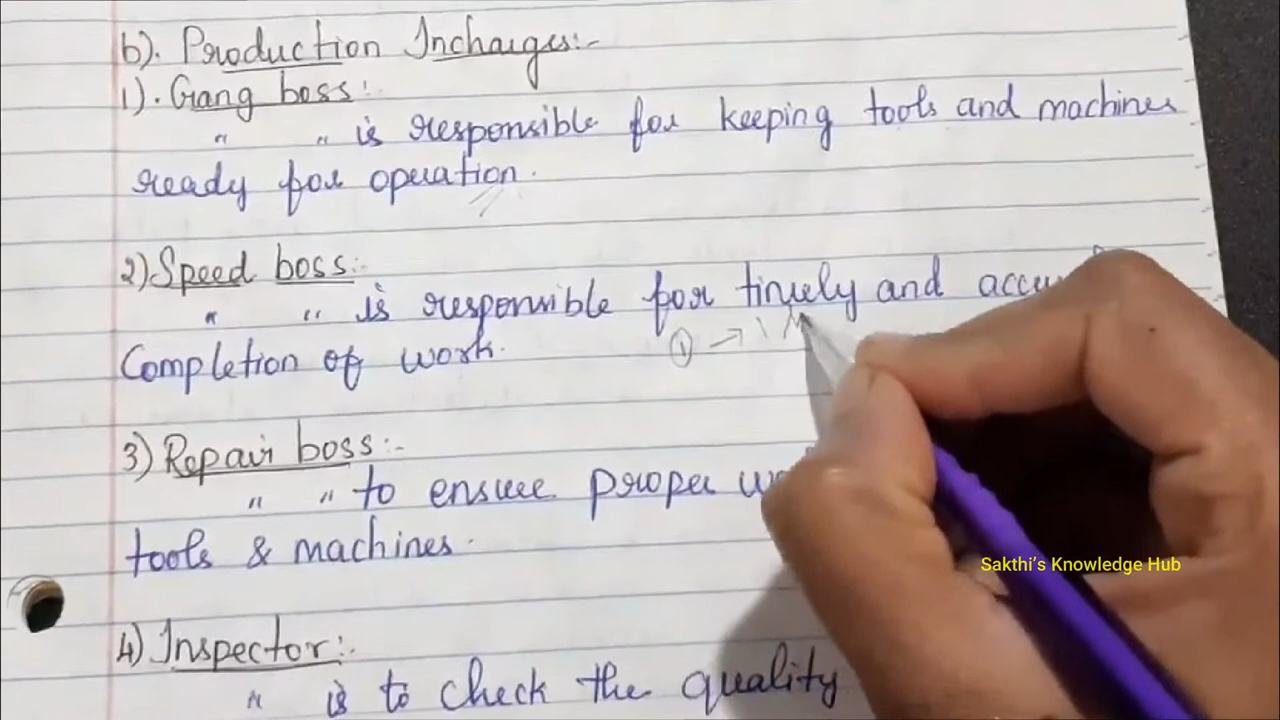 b). Production Incharges:-
1). Gang boss:-
" " is responsible for keeping tools and machines
ready for operation.
2) Speed boss:-
" " is responsible for timely and
Completion of work.
① →
3) Repair boss:-
" " to ensure proper
tools & machines.
Sakthi's Knowledge Hub
4) Inspector:-
" is to check the quality